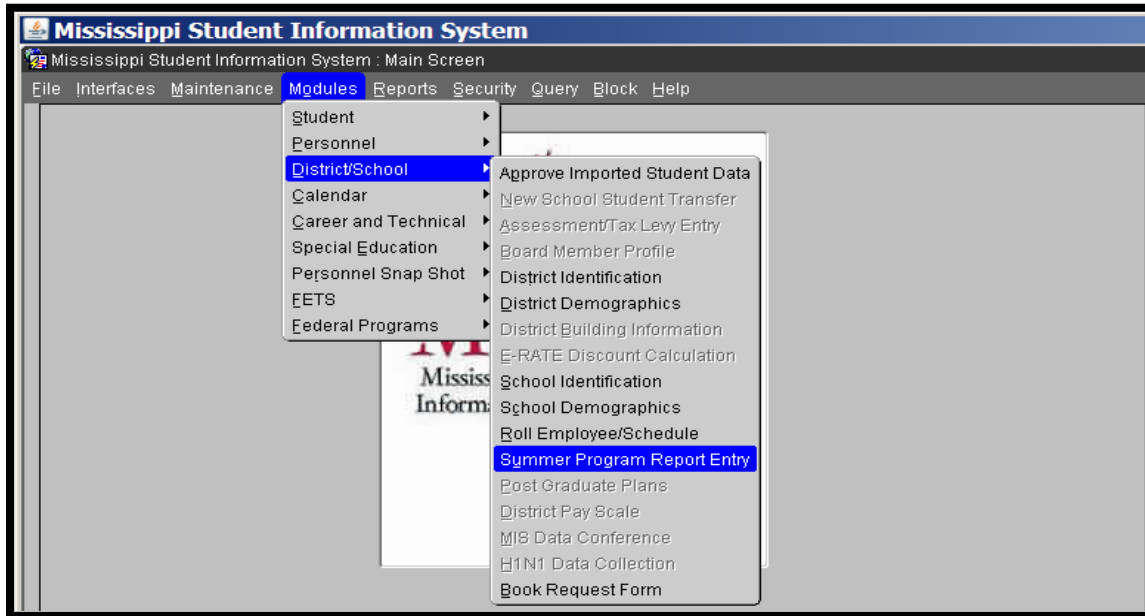 Mississippi Student Information System
Mississippi Student Information System : Main Screen
File Interfaces Maintenance Modules Reports Security Query Block Help
Student
Personnel
District/School
Calendar
Career and Technical
Special Education
Personnel Snap Shot
FETS
Federal Programs
Approve Imported Student Data
New School Student Transfer
Assessment/Tax Levy Entry
Board Member Profile
District Identification
District Demographics
District Building Information
E-RATE Discount Calculation
School Identification
School Demographics
Roll Employee/Schedule
Summer Program Report Entry
Post Graduate Plans
District Pay Scale
MIS Data Conference
H1N1 Data Collection
Book Request Form
Mississ
Inform